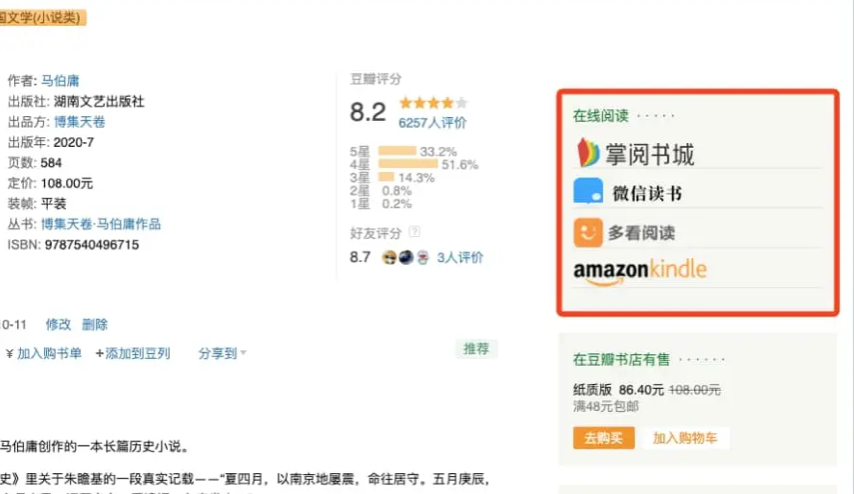 国文学(小说类)
作者: 马伯庸
出版社: 湖南文艺出版社
出品方: 博集天卷
出版年: 2020-7
页数: 584
定价: 108.00元
装帧: 平装
丛书: 博集天卷·马伯庸作品
ISBN: 9787540496715
豆瓣评分
8.2
6257人评价
5星 33.2%
4星 51.6%
3星 14.3%
2星 0.8%
1星 0.2%
好友评分 ?
8.7 3人评价
在线阅读 · · · · ·
掌阅书城
微信读书
多看阅读
amazonkindle
0-11 修改 删除
¥加入购书单 +添加到豆列 分享到
推荐
在豆瓣书店有售 · · · · · ·
纸质版 86.40元 108.00元
满48元包邮
去购买 加入购物车
马伯庸创作的一本长篇历史小说。
史》里关于朱瞻基的一段真实记载——“夏四月，以南京地屡震，命往居守。五月庚辰，